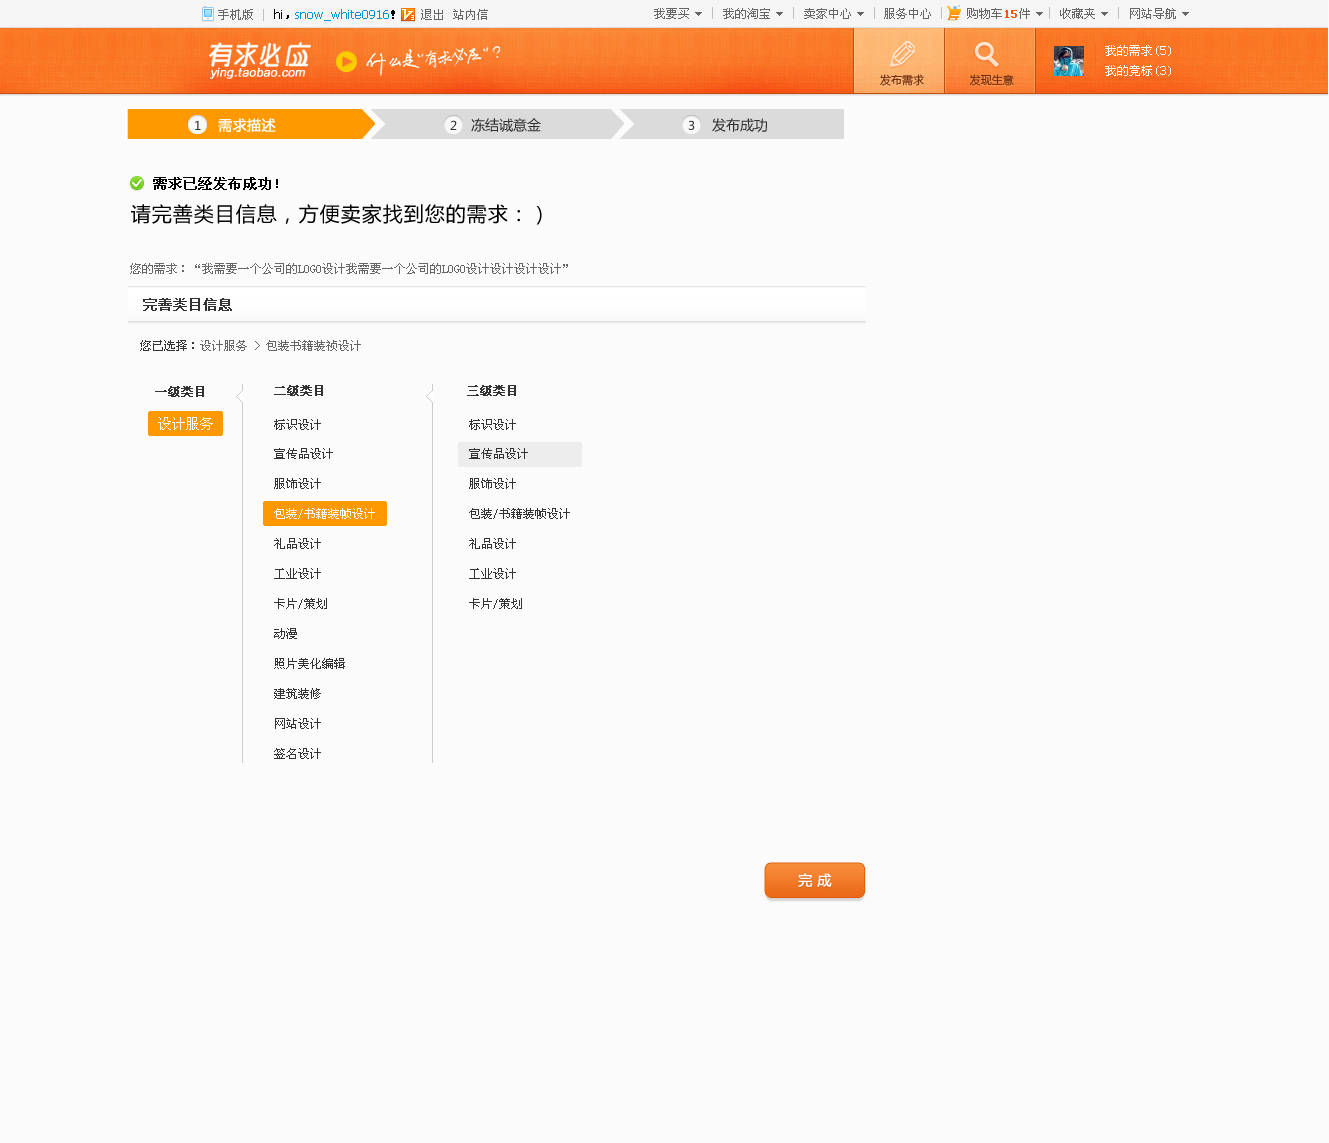 手机版 hi，snow_white0916! 退出 站内信 我要买 我的淘宝 卖家中心 服务中心 购物车15件 收藏夹 网站导航
有求必应
ying.taobao.com
什么是“有求必应”?
发布需求
发现生意
我的需求(5)
我的竞标(3)
1 需求描述 2 冻结诚意金 3 发布成功
需求已经发布成功！
请完善类目信息，方便卖家找到您的需求：）
您的需求：“我需要一个公司的LOGO设计我需要一个公司的LOGO设计设计设计设计”
完善类目信息
您已选择：设计服务 > 包装书籍装桢设计
一级类目 二级类目 三级类目
设计服务 标识设计 标识设计
宣传品设计 宣传品设计
服饰设计 服饰设计
包装/书籍装帧设计 包装/书籍装帧设计
礼品设计 礼品设计
工业设计 工业设计
卡片/策划 卡片/策划
动漫
照片美化编辑
建筑装修
网站设计
签名设计
完 成